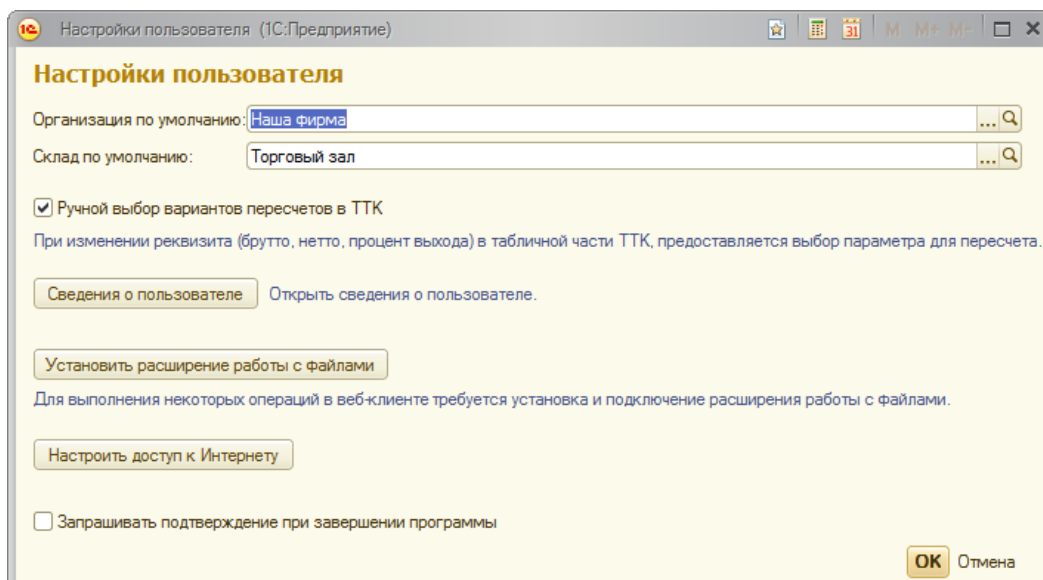 1С Настройки пользователя (1С:Предприятие) 31 M M+ M-
Настройки пользователя
Организация по умолчанию: Наша фирма ...
Склад по умолчанию: Торговый зал ...
Ручной выбор вариантов пересчетов в ТТК
При изменении реквизита (брутто, нетто, процент выхода) в табличной части ТТК, предоставляется выбор параметра для пересчета.
Сведения о пользователе Открыть сведения о пользователе.
Установить расширение работы с файлами
Для выполнения некоторых операций в веб-клиенте требуется установка и подключение расширения работы с файлами.
Настроить доступ к Интернету
Запрашивать подтверждение при завершении программы
ОК Отмена